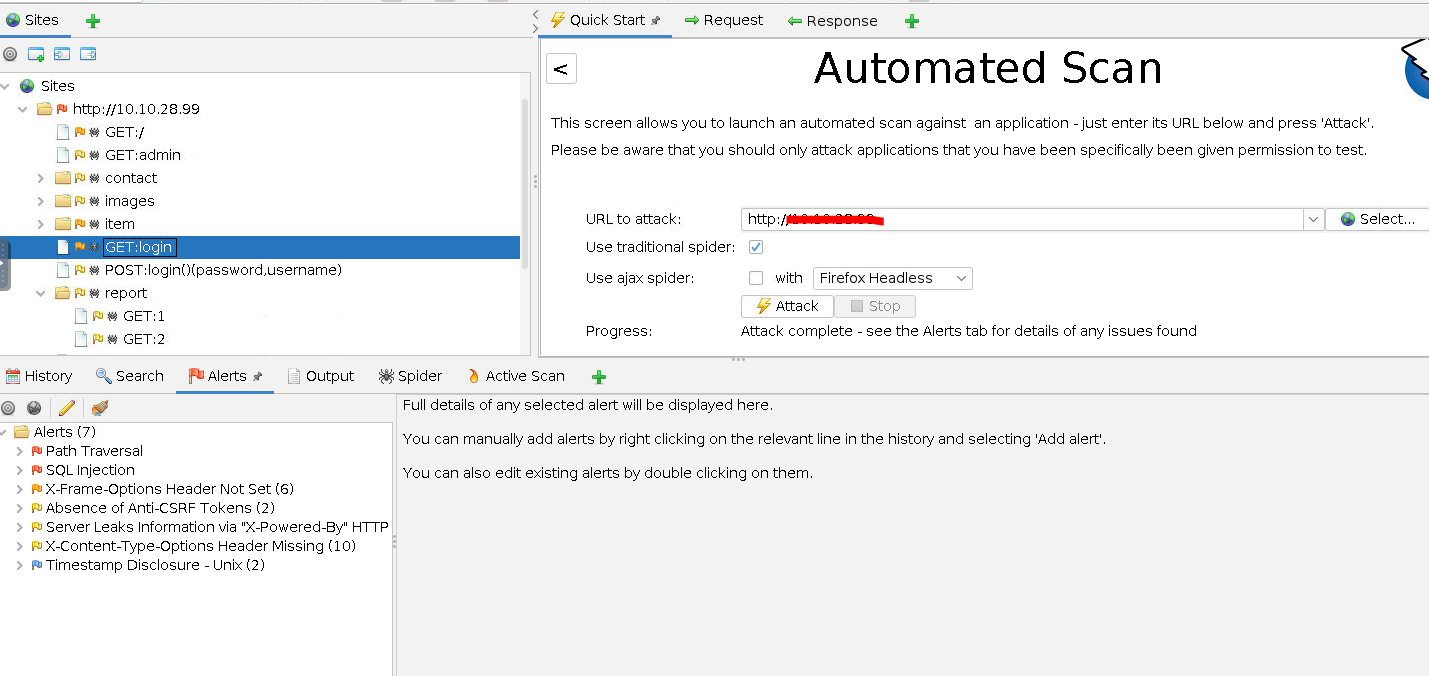 Sites
Quick Start
Request
Response
<
Automated Scan
Sites
http://10.10.28.99
GET:/
GET:admin
contact
images
item
GET:login
POST:login()(password,username)
report
GET:1
GET:2
This screen allows you to launch an automated scan against an application - just enter its URL below and press 'Attack'.
Please be aware that you should only attack applications that you have been specifically been given permission to test.
URL to attack:
http://
Select...
Use traditional spider:
Use ajax spider:
with
Firefox Headless
Attack
Stop
Progress:
Attack complete - see the Alerts tab for details of any issues found
History
Search
Alerts
Output
Spider
Active Scan
Alerts (7)
Path Traversal
SQL Injection
X-Frame-Options Header Not Set (6)
Absence of Anti-CSRF Tokens (2)
Server Leaks Information via "X-Powered-By" HTTP
X-Content-Type-Options Header Missing (10)
Timestamp Disclosure - Unix (2)
Full details of any selected alert will be displayed here.
You can manually add alerts by right clicking on the relevant line in the history and selecting 'Add alert'.
You can also edit existing alerts by double clicking on them.